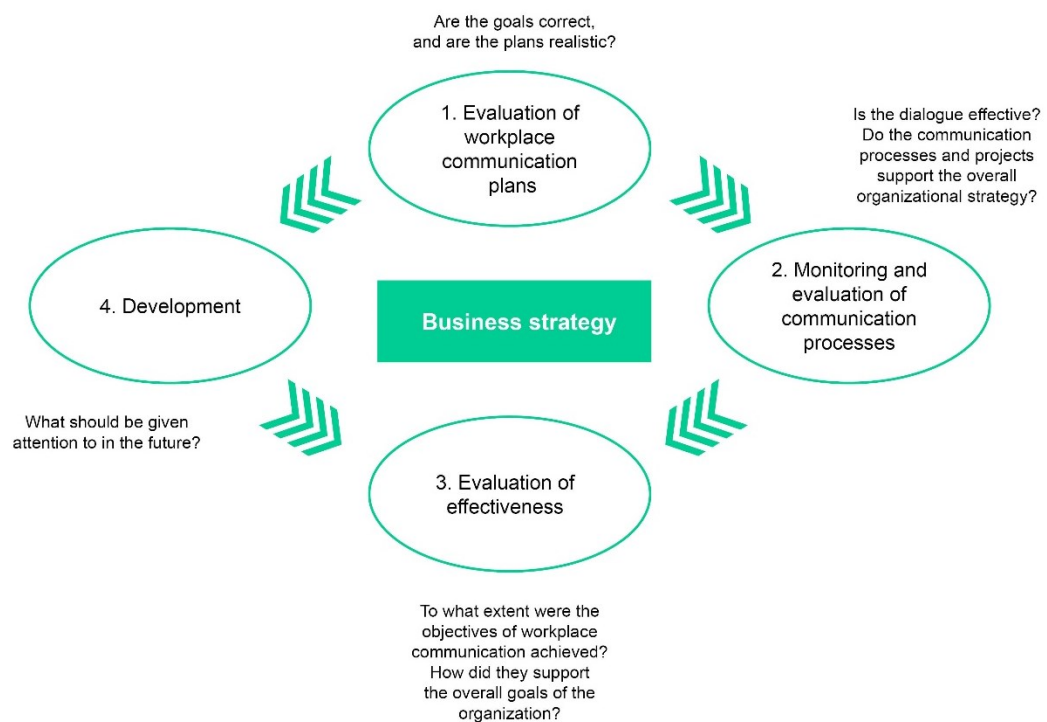 Are the goals correct,
and are the plans realistic?
1. Evaluation of
workplace
communication
plans
Is the dialogue effective?
Do the communication
processes and projects
support the overall
organizational strategy?
2. Monitoring and
evaluation of
communication
processes
4. Development
Business strategy
What should be given
attention to in the future?
3. Evaluation of
effectiveness
To what extent were the
objectives of workplace
communication achieved?
How did they support
the overall goals of the
organization?